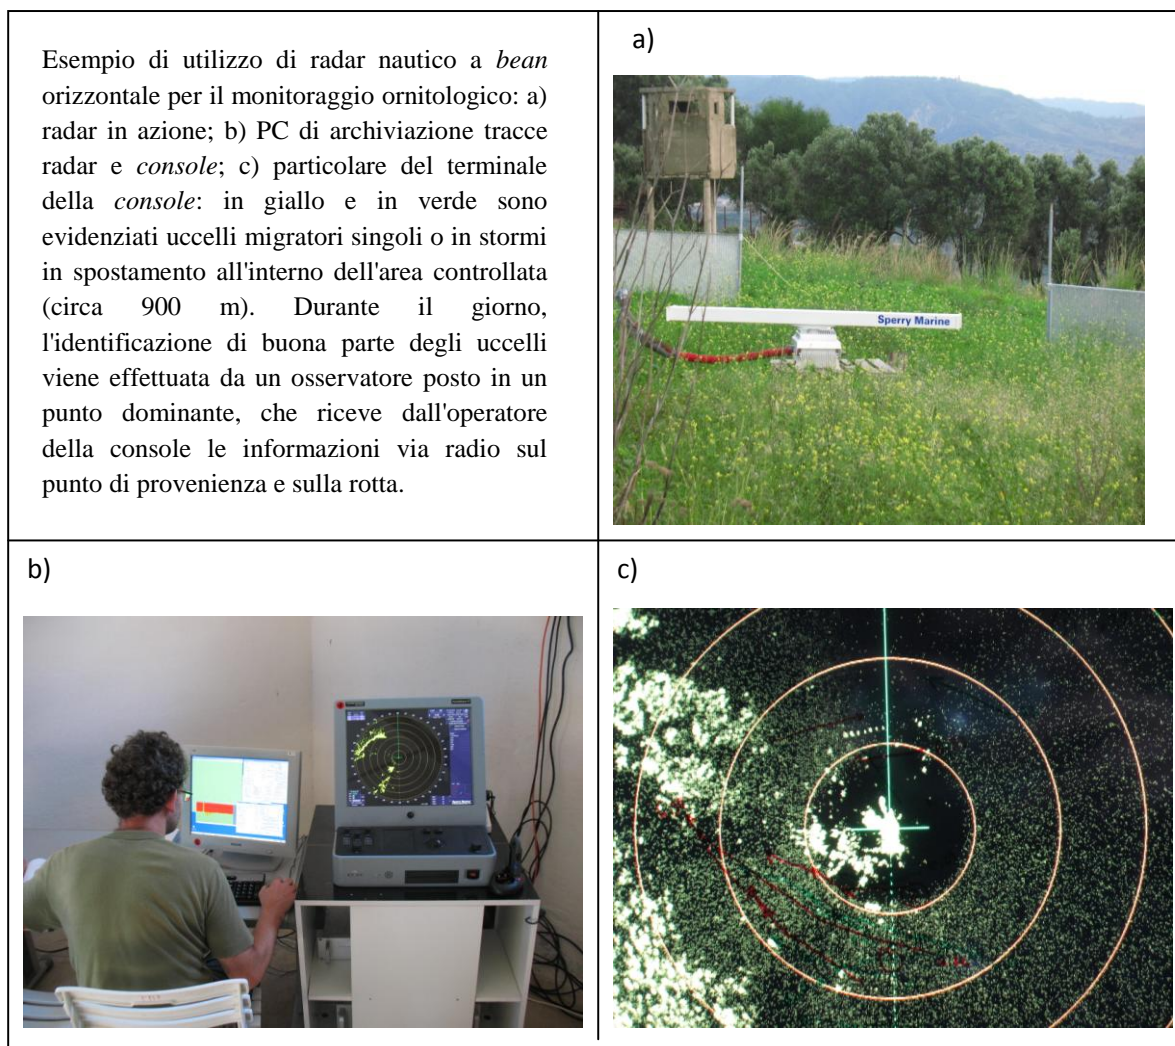 Esempio di utilizzo di radar nautico a bean
orizzontale per il monitoraggio ornitologico: a)
radar in azione; b) PC di archiviazione tracce
radar e console; c) particolare del terminale
della console: in giallo e in verde sono
evidenziati uccelli migratori singoli o in stormi
in spostamento all'interno dell'area controllata
(circa 900 m). Durante il giorno,
l'identificazione di buona parte degli uccelli
viene effettuata da un osservatore posto in un
punto dominante, che riceve dall'operatore
della console le informazioni via radio sul
punto di provenienza e sulla rotta.
a)
Sperry Marine
b)
c)